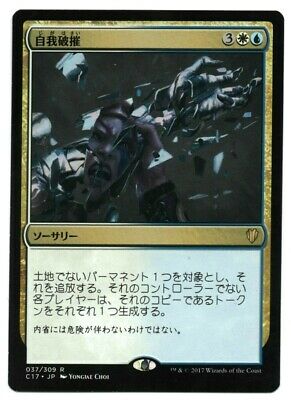 じがはさい
自我破摧 3
ソーサリー
土地でないパーマネント1つを対象とし、そ
れを追放する。それのコントローラーでない
各プレイヤーは、それのコピーであるトーク
ンをそれぞれ1つ生成する。
内省には危険が伴わないわけではない。
037/309 R
C17・JP YONGJAE CHOI
™ & © 2017 Wizards of the Coast